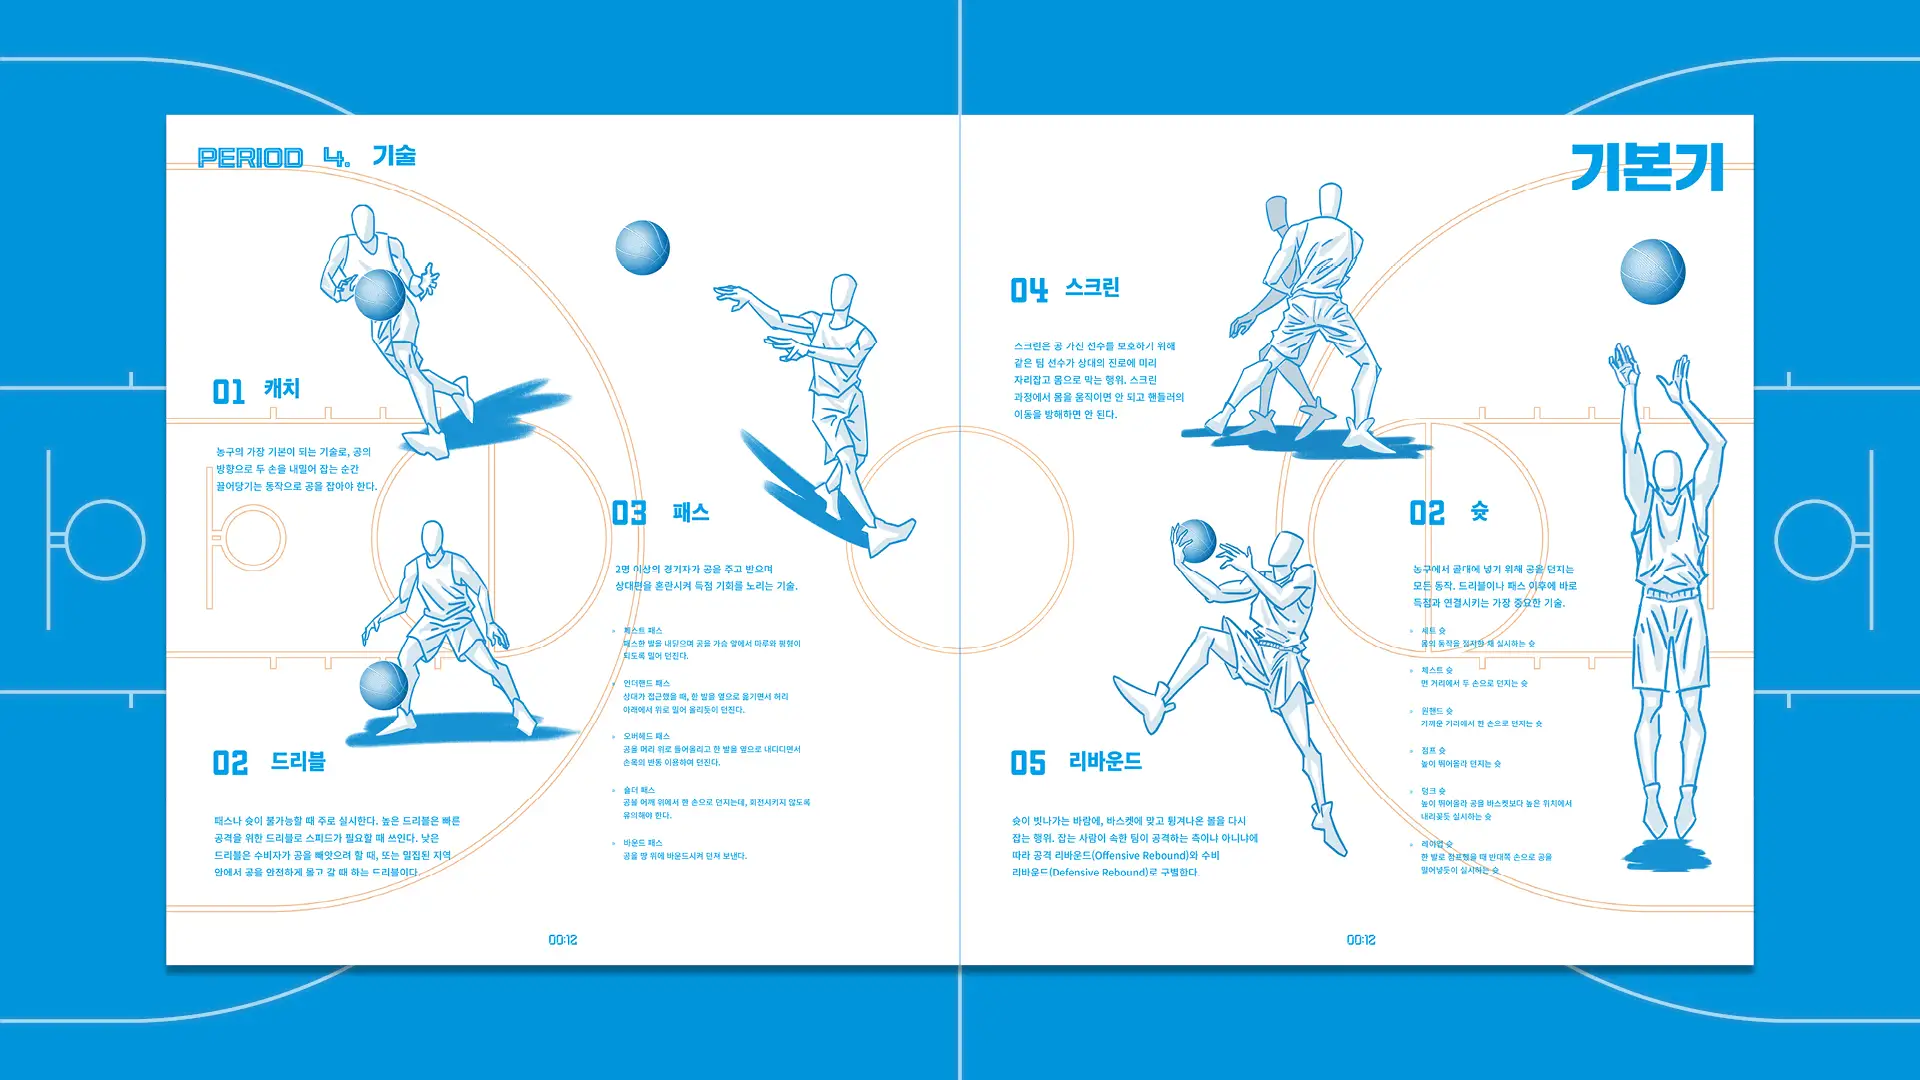 PERIOD 4. 기술
01 캐치
농구의 가장 기본이 되는 기술로, 공의
방향으로 두 손을 내밀어 잡는 순간
끌어당기는 동작으로 공을 잡아야 한다.
02 드리블
패스나 슛이 불가능할 때 주로 실시한다. 높은 드리블은 빠른
공격을 위한 드리블로 스피드가 필요할 때 쓰인다. 낮은
드리블은 수비자가 공을 빼앗으려 할 때, 또는 밀집된 지역
안에서 공을 안전하게 몰고 갈 때 하는 드리블이다.
03 패스
2명 이상의 경기자가 공을 주고 받으며
상대편을 혼란시켜 득점 기회를 노리는 기술.
» 체스트 패스
패스한 발을 내딛으며 공을 가슴 앞에서 마루와 평형이
되도록 밀어 던진다.
» 언더핸드 패스
상대가 접근했을 때, 한 발을 옆으로 옮기면서 허리
아래에서 위로 밀어 올리듯이 던진다.
» 오버헤드 패스
공을 머리 위로 들어올리고 한 발을 옆으로 내디디면서
손목의 반동 이용하여 던진다.
» 숄더 패스
공을 어깨 위에서 한 손으로 던지는데, 회전시키지 않도록
유의해야 한다.
» 바운드 패스
공을 땅 위에 바운드시켜 던져 보낸다.
00:12
기본기
04 스크린
스크린은 공 가진 선수를 보호하기 위해
같은 팀 선수가 상대의 진로에 미리
자리잡고 몸으로 막는 행위. 스크린
과정에서 몸을 움직이면 안 되고 핸들러의
이동을 방해하면 안 된다.
05 리바운드
슛이 빗나가는 바람에, 바스켓에 맞고 튕겨나온 볼을 다시
잡는 행위. 잡는 사람이 속한 팀이 공격하는 측이냐 아니냐에
따라 공격 리바운드(Offensive Rebound)와 수비
리바운드(Defensive Rebound)로 구별한다.
02 슛
농구에서 골대에 넣기 위해 공을 던지는
모든 동작. 드리블이나 패스 이후에 바로
득점과 연결시키는 가장 중요한 기술.
» 세트 슛
몸의 동작을 정지한 채 실시하는 슛
» 체스트 슛
먼 거리에서 두 손으로 던지는 슛
» 원핸드 슛
가까운 거리에서 한 손으로 던지는 슛
» 점프 슛
높이 뛰어올라 던지는 슛
» 덩크 슛
높이 뛰어올라 공을 바스켓보다 높은 위치에서
내리꽂듯 실시하는 슛
» 레이업 슛
한 발로 점프했을 때 반대쪽 손으로 공을
밀어넣듯이 실시하는 슛
00:12